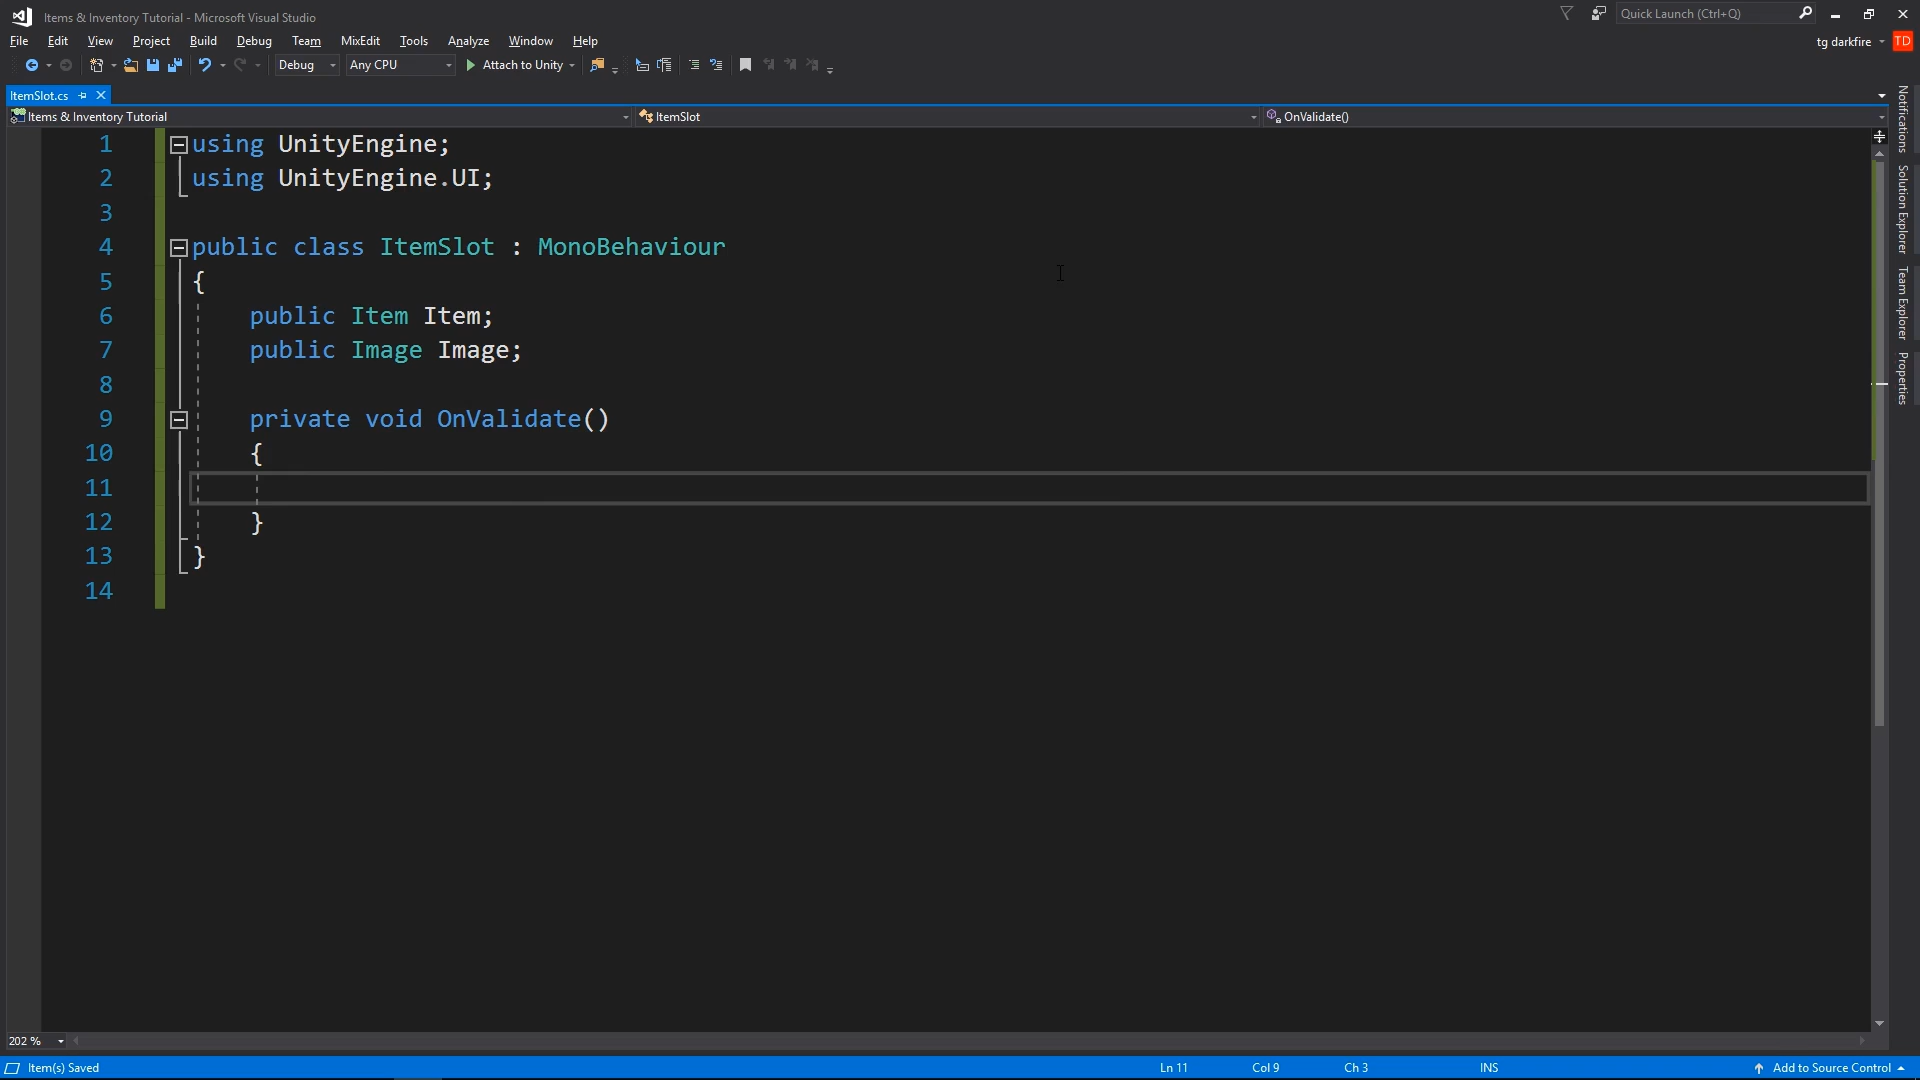 Items & Inventory Tutorial - Microsoft Visual Studio
Quick Launch (Ctrl+Q)
File Edit View Project Build Debug Team MixEdit Tools Analyze Window Help
tg darkfire TD
Debug Any CPU Attach to Unity
ItemSlot.cs
Items & Inventory Tutorial ItemSlot OnValidate()
1 using UnityEngine;
2 using UnityEngine.UI;
3
4 public class ItemSlot : MonoBehaviour
5 {
6 public Item Item;
7 public Image Image;
8
9 private void OnValidate()
10 {
11
12 }
13 }
14
Notifications
Solution Explorer
Team Explorer
Properties
202 %
Item(s) Saved Ln 11 Col 9 Ch 3 INS Add to Source Control